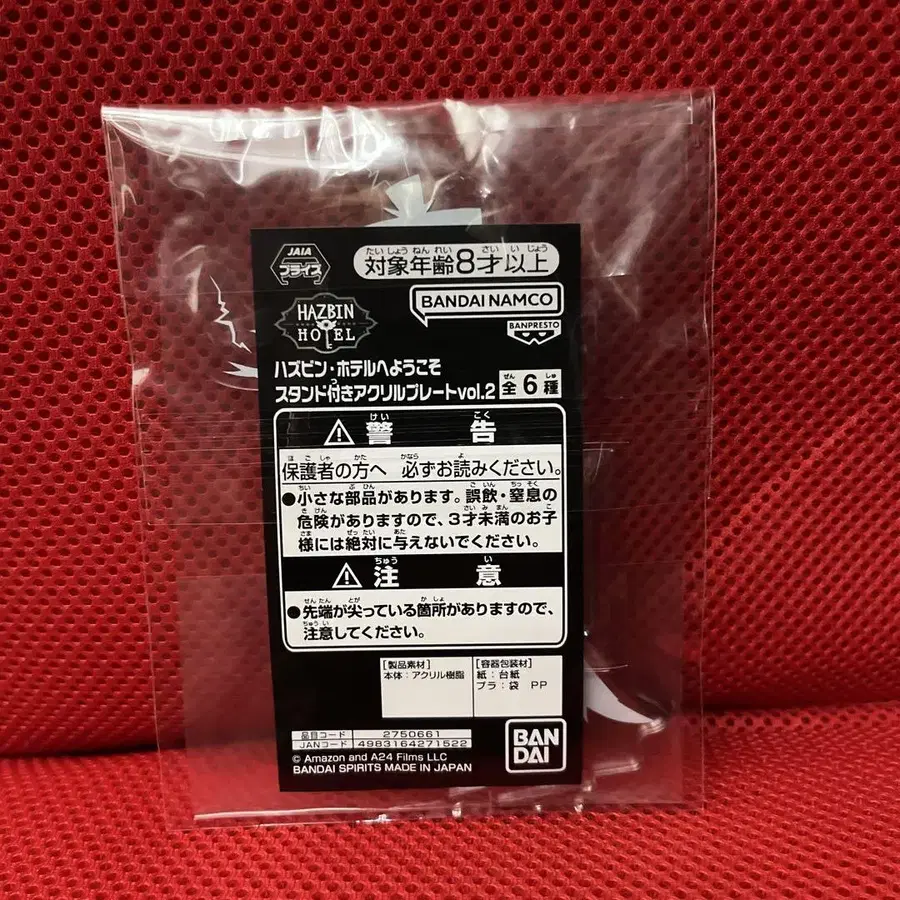 JAIA
プライズ
たいしょうねんれい さいいじょう
対象年齢8才以上
BANDAI NAMCO
HAZBIN
HOTEL
BANPRESTO
ハズビン・ホテルへようこそ
ぜん しゅ
スタンド付きアクリルプレートvol.2 全6種
けい こく
⚠警告
ほごしゃ かた かなら よ
保護者の方へ 必ずお読みください。
ちい ぶひん ごいん ちっそく
●小さな部品があります。誤飲・窒息の
きけん さいみまん こ
危険がありますので、3才未満のお子
さま ぜったい あた
様には絶対に与えないでください。
ちゅう い
⚠注意
せんたん とが かしょ
●先端が尖っている箇所がありますので、
ちゅうい
注意してください。
[製品素材]
本体:アクリル樹脂
[容器包装材]
紙:台紙
プラ:袋 PP
品目コード 2750661
JANコード 4983164271522
© Amazon and A24 Films LLC
BANDAI SPIRITS MADE IN JAPAN
BAN
DAI